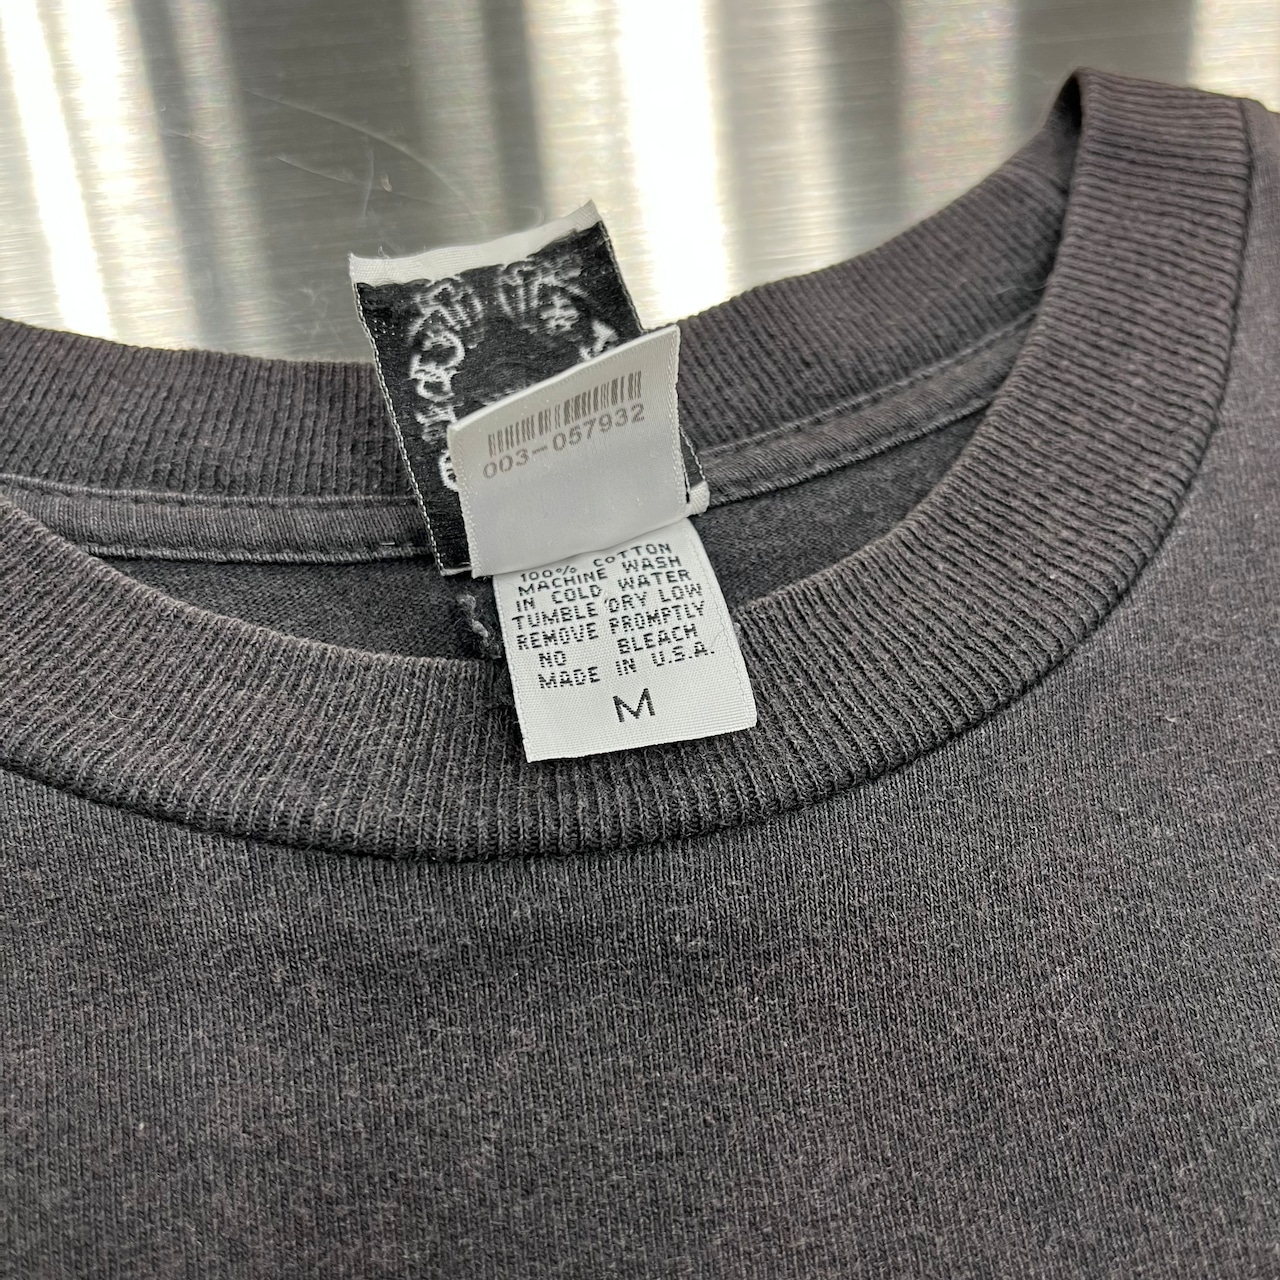 003-057932
100% COTTON
MACHINE WASH
IN COLD WATER
TUMBLE DRY LOW
REMOVE PROMPTLY
NO BLEACH
MADE IN U.S.A.
M